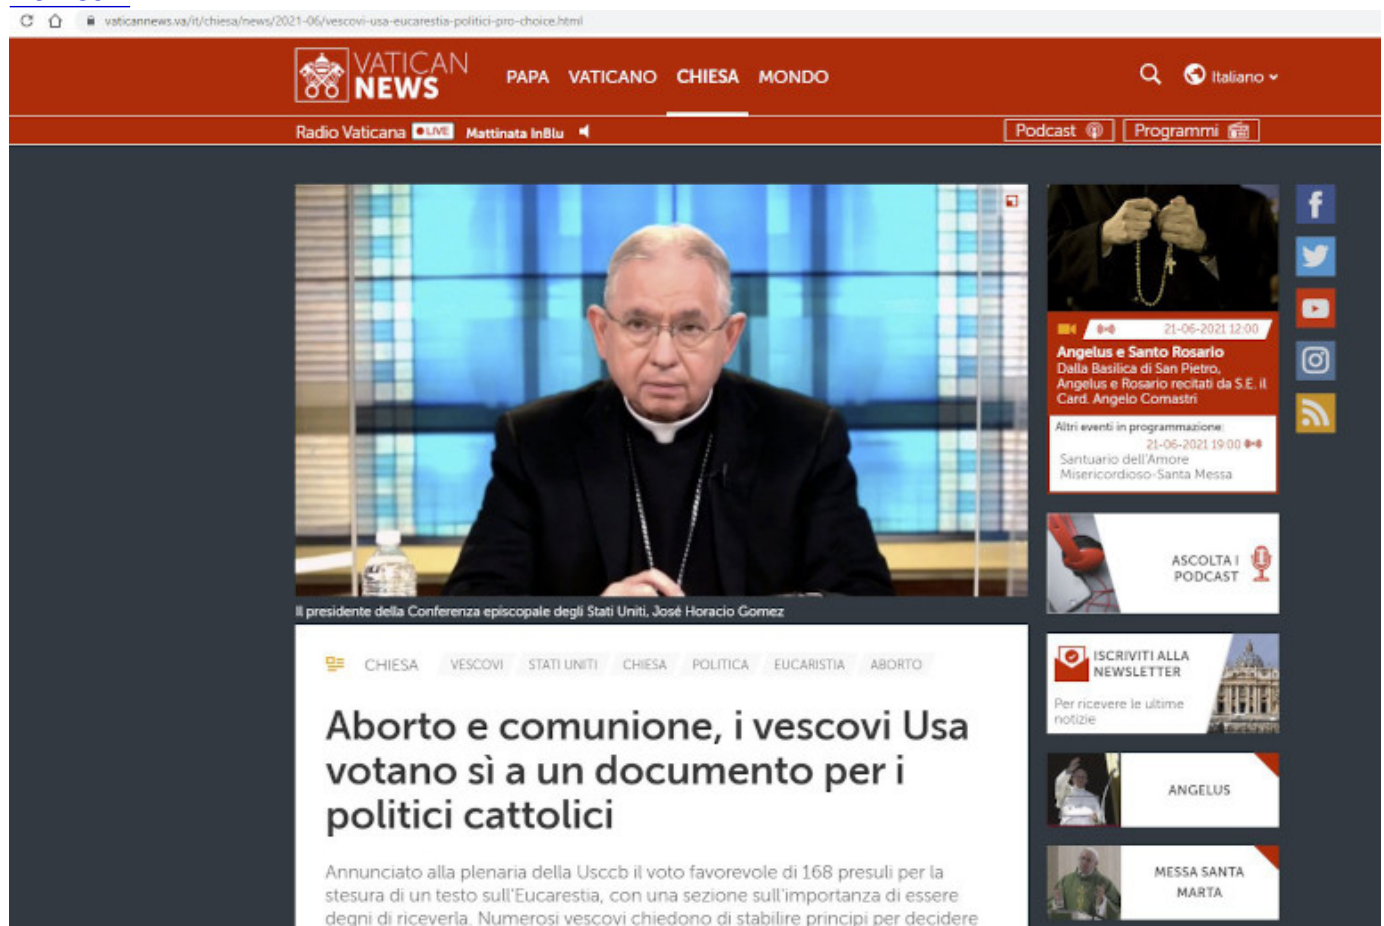 vaticannews.va/it/chiesa/news/2021-06/vescovi-usa-eucarestia-politici-pro-choice.html
VATICAN
NEWS
PAPA VATICANO CHIESA MONDO
Italiano
Radio Vaticana LIVE Mattinata InBlu
Podcast
Programmi
Il presidente della Conferenza episcopale degli Stati Uniti, José Horacio Gomez
CHIESA VESCOVI STATI UNITI CHIESA POLITICA EUCARISTIA ABORTO
Aborto e comunione, i vescovi Usa
votano sì a un documento per i
politici cattolici
Annunciato alla plenaria della Usccb il voto favorevole di 168 presuli per la
stesura di un testo sull'Eucarestia, con una sezione sull'importanza di essere
degni di riceverla. Numerosi vescovi chiedono di stabilire principi per decidere
21-06-2021 12:00
Angelus e Santo Rosario
Dalla Basilica di San Pietro,
Angelus e Rosario recitati da S.E. il
Card. Angelo Comastri
Altri eventi in programmazione:
21-06-2021 19:00
Santuario dell'Amore
Misericordioso-Santa Messa
ASCOLTA I
PODCAST
ISCRIVITI ALLA
NEWSLETTER
Per ricevere le ultime
notizie
ANGELUS
MESSA SANTA
MARTA